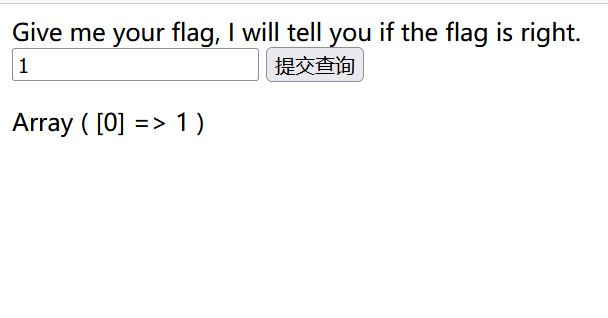 Give me your flag, I will tell you if the flag is right.
1 提交查询
Array ( [0] => 1 )